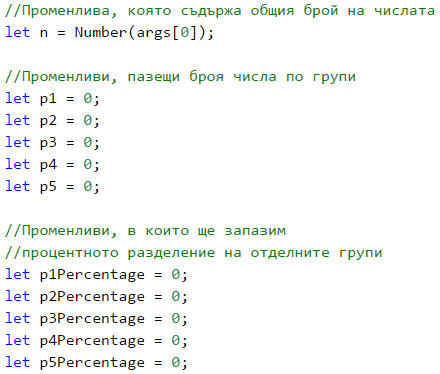 //Променлива, която съдържа общия брой на числата
let n = Number(args[0]);
//Променливи, пазещи броя числа по групи
let p1 = 0;
let p2 = 0;
let p3 = 0;
let p4 = 0;
let p5 = 0;
//Променливи, в които ще запазим
//процентното разделение на отделните групи
let p1Percentage = 0;
let p2Percentage = 0;
let p3Percentage = 0;
let p4Percentage = 0;
let p5Percentage = 0;